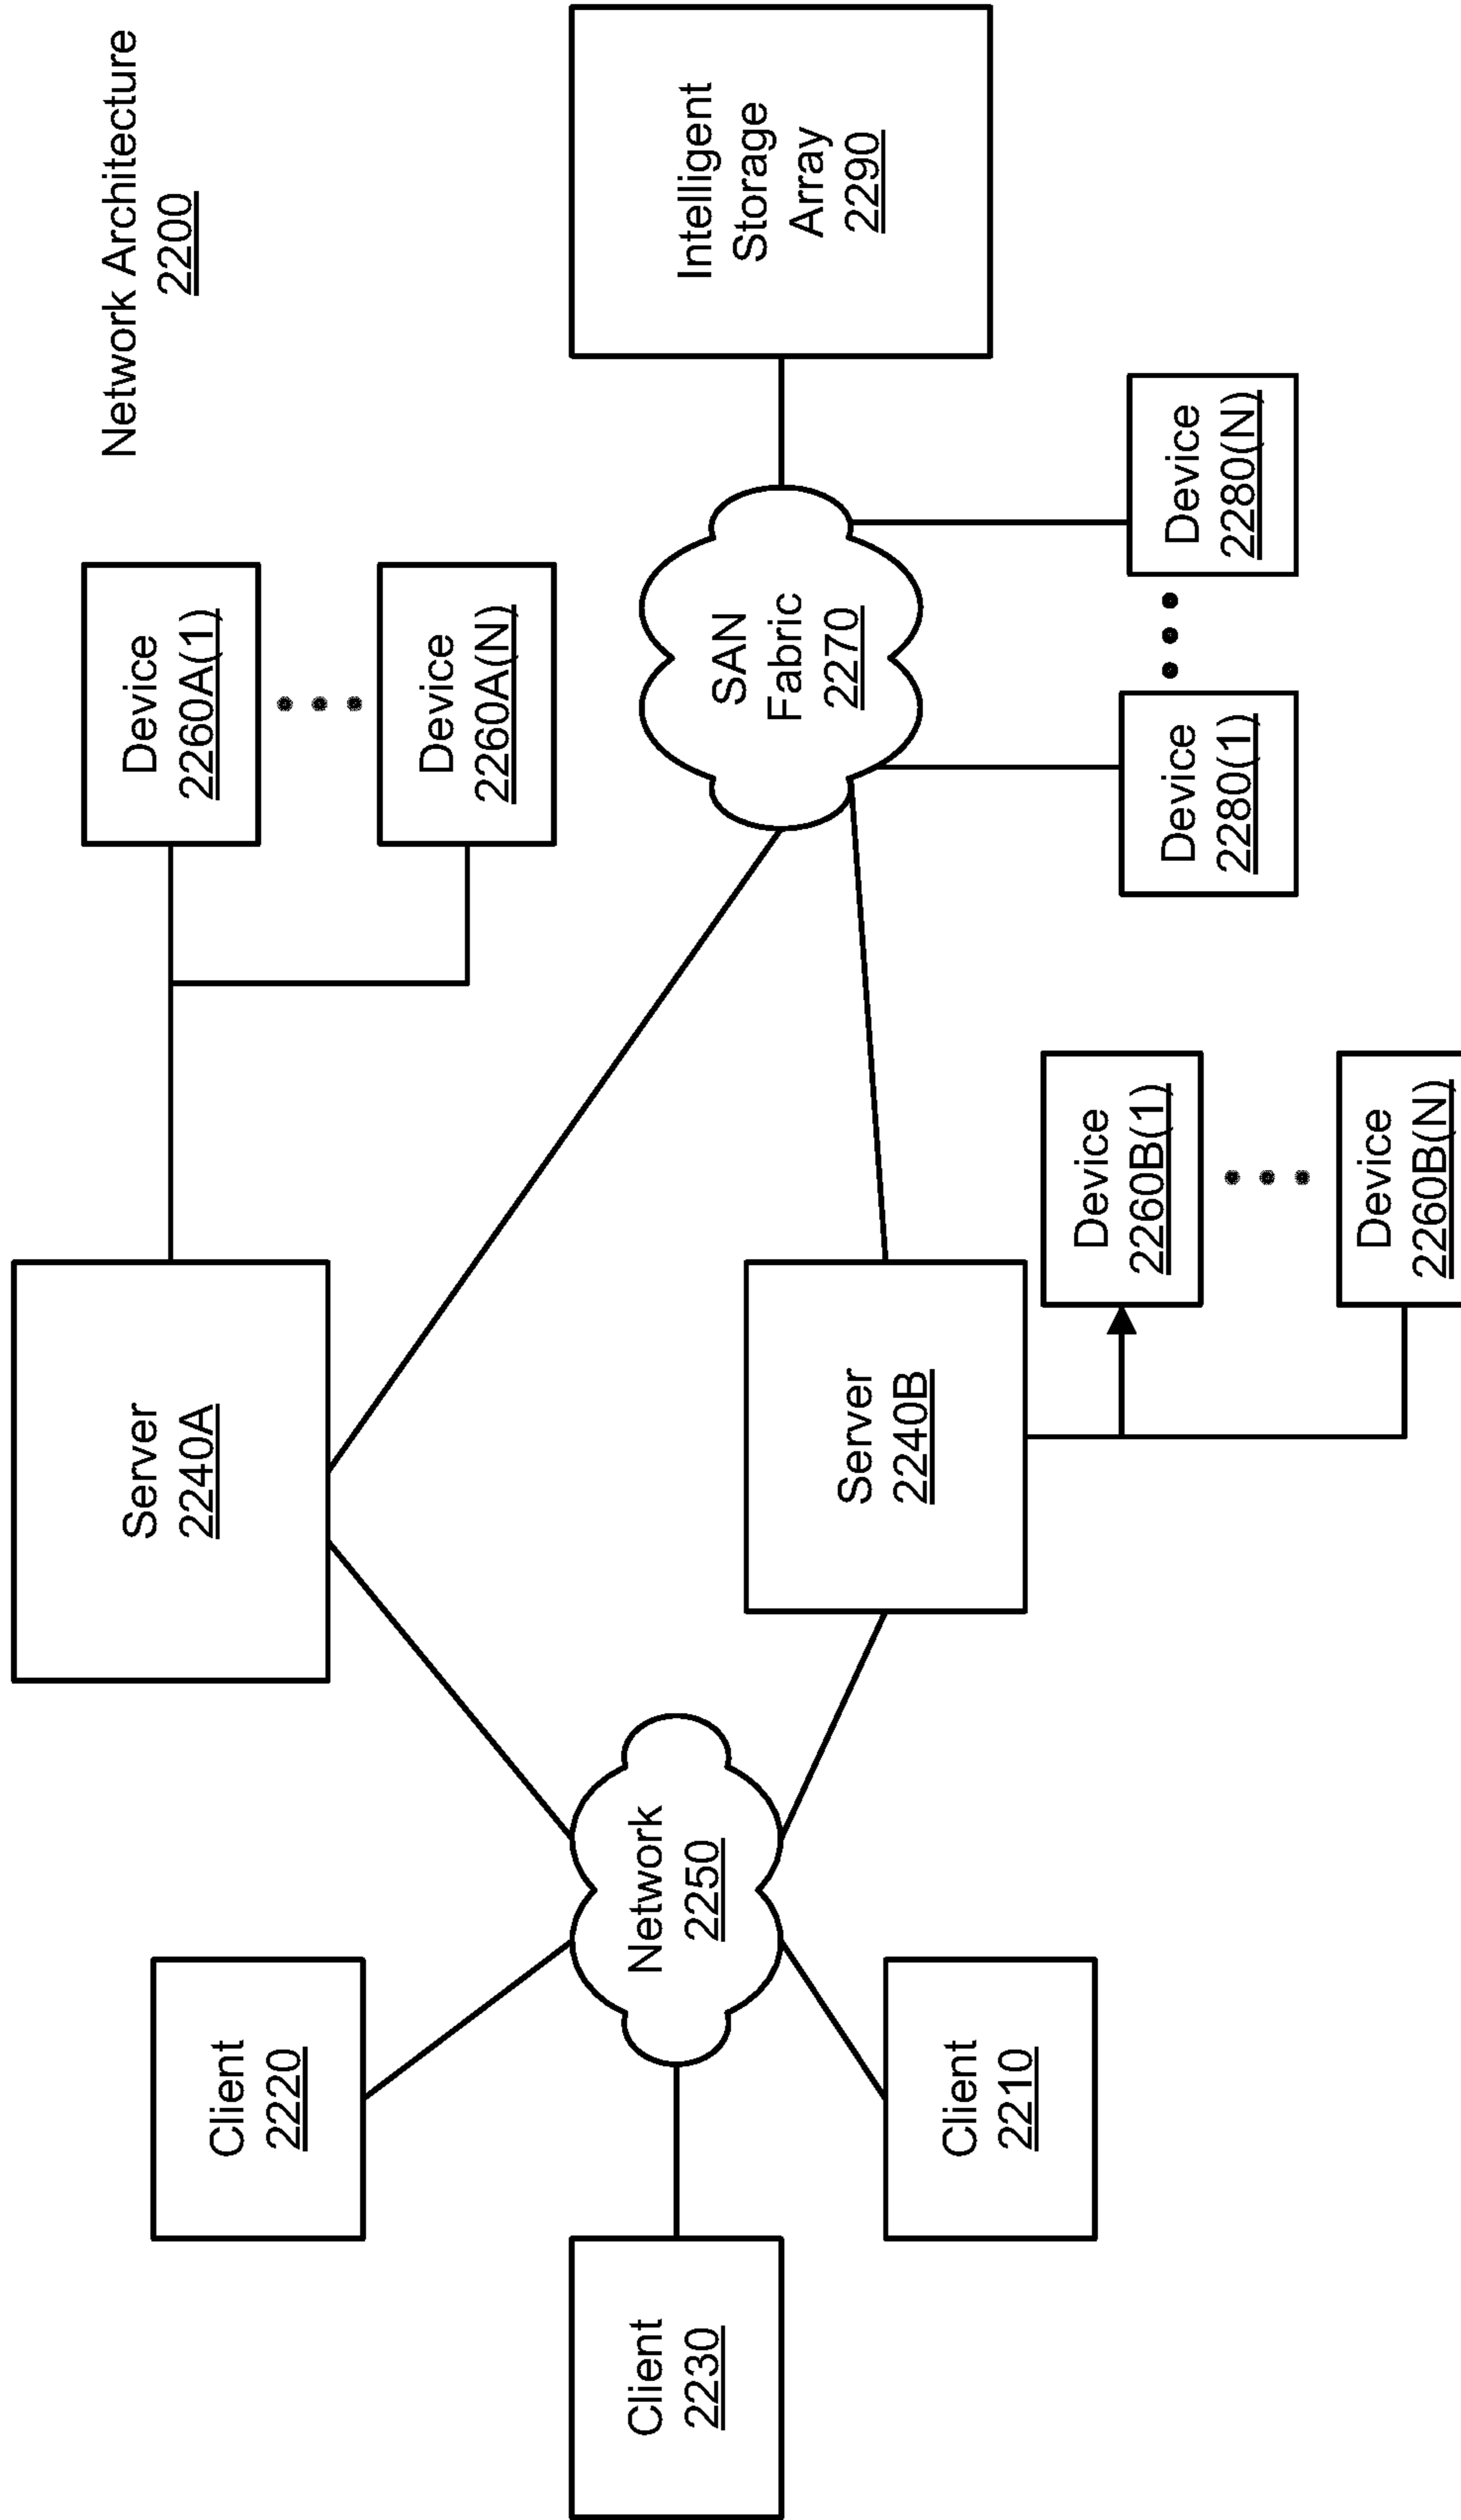 Network Architecture
2200
Device
2260A(1)
Device
2260A(N)
Server
2240A
Client
2220
Client
2230
Network
2250
SAN
Fabric
2270
Intelligent
Storage
Array
2290
Client
2210
Server
2240B
Device
2260B(1)
Device
2260B(N)
Device
2280(1)
Device
2280(N)